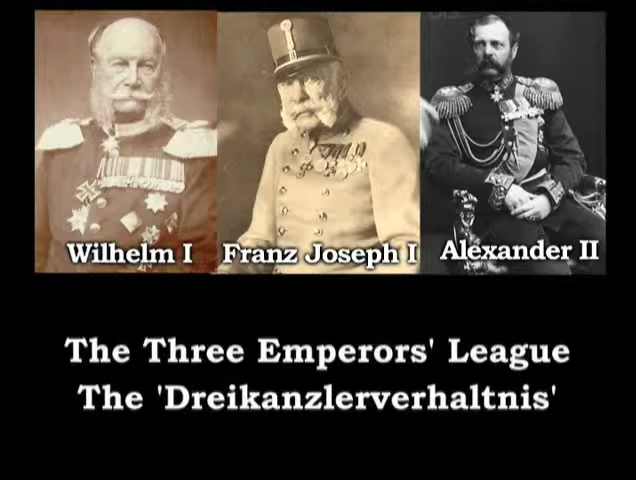 Wilhelm I
Franz Joseph I
Alexander II
The Three Emperors' League
The 'Dreikanzlerverhaltnis'